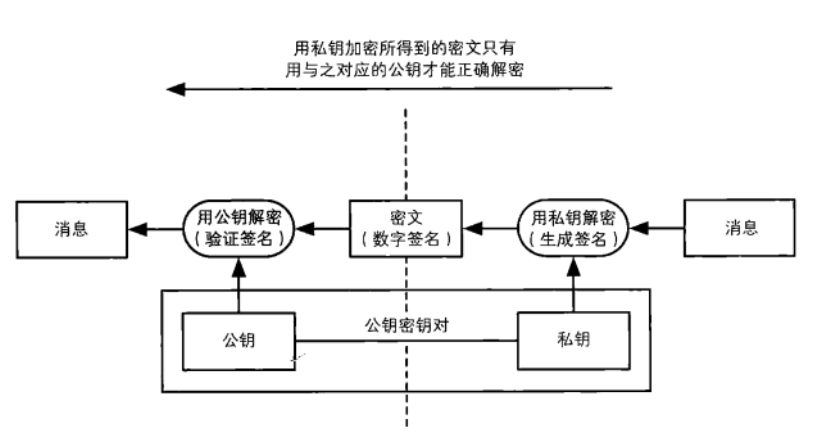 用私钥加密所得到的密文只有
用与之对应的公钥才能正确解密
消息
用公钥解密
（验证签名）
密文
（数字签名）
用私钥解密
（生成签名）
消息
公钥
公钥密钥对
私钥